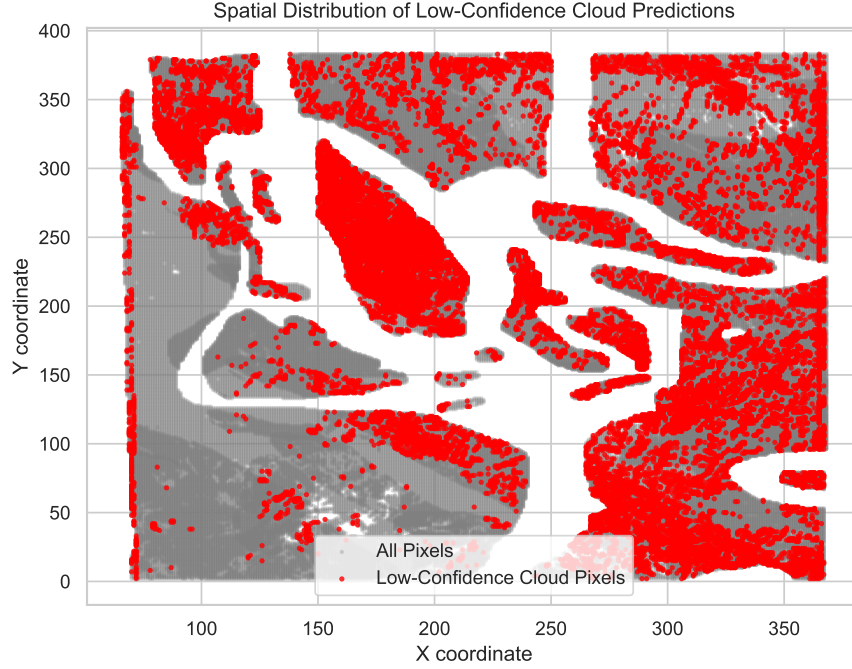 Spatial Distribution of Low-Confidence Cloud Predictions
400
350
300
250
200
150
100
50
0
Y coordinate
All Pixels
Low-Confidence Cloud Pixels
100 150 200 250 300 350
X coordinate